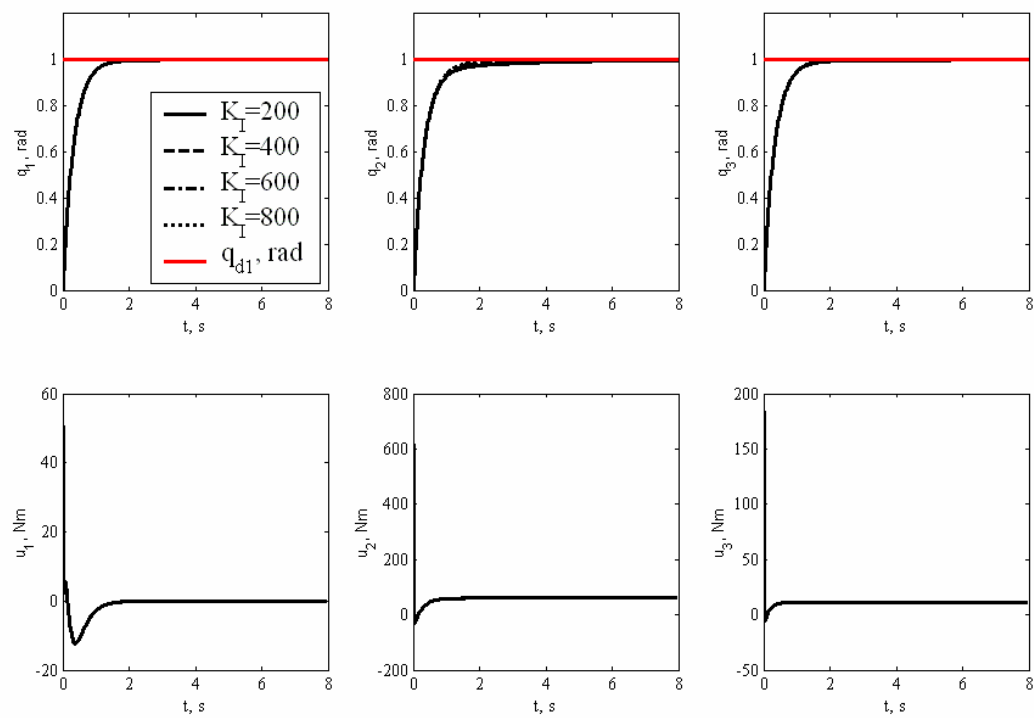 q1, rad
1
0.8
0.6
0.4
0.2
0
0 2 4 6 8
t, s
K_I=200
K_I=400
K_I=600
K_I=800
q_d1, rad
q2, rad
1
0.8
0.6
0.4
0.2
0
0 2 4 6 8
t, s
q3, rad
1
0.8
0.6
0.4
0.2
0
0 2 4 6 8
t, s
u1, Nm
60
40
20
0
-20
0 2 4 6 8
t, s
u2, Nm
800
600
400
200
0
-200
0 2 4 6 8
t, s
u3, Nm
200
150
100
50
0
-50
0 2 4 6 8
t, s